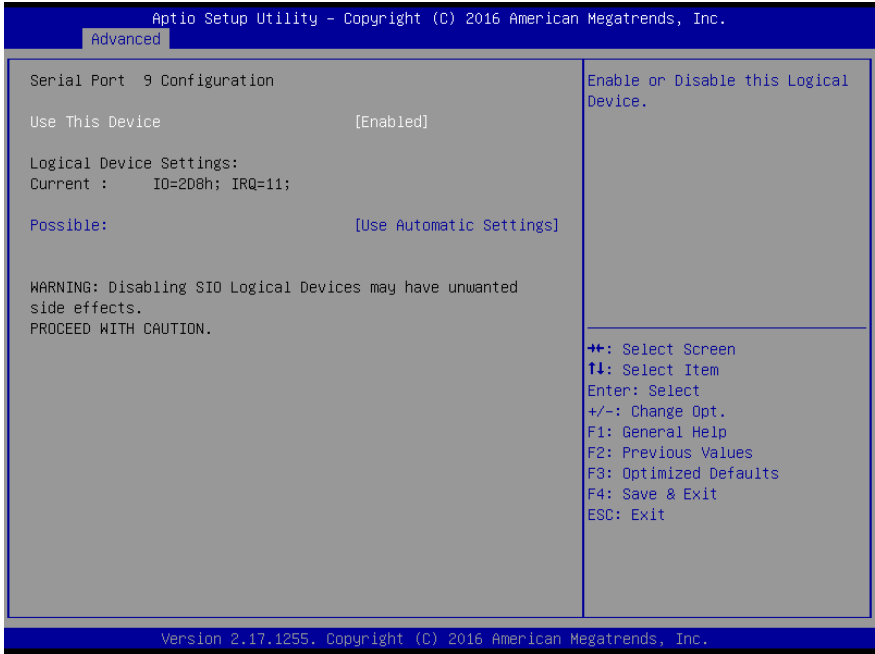 Aptio Setup Utility – Copyright (C) 2016 American Megatrends, Inc.
Advanced
Serial Port 9 Configuration
Use This Device [Enabled]
Logical Device Settings:
Current : IO=2D8h; IRQ=11;
Possible: [Use Automatic Settings]
WARNING: Disabling SIO Logical Devices may have unwanted
side effects.
PROCEED WITH CAUTION.
Enable or Disable this Logical
Device.
→←: Select Screen
↑↓: Select Item
Enter: Select
+/-: Change Opt.
F1: General Help
F2: Previous Values
F3: Optimized Defaults
F4: Save & Exit
ESC: Exit
Version 2.17.1255. Copyright (C) 2016 American Megatrends, Inc.